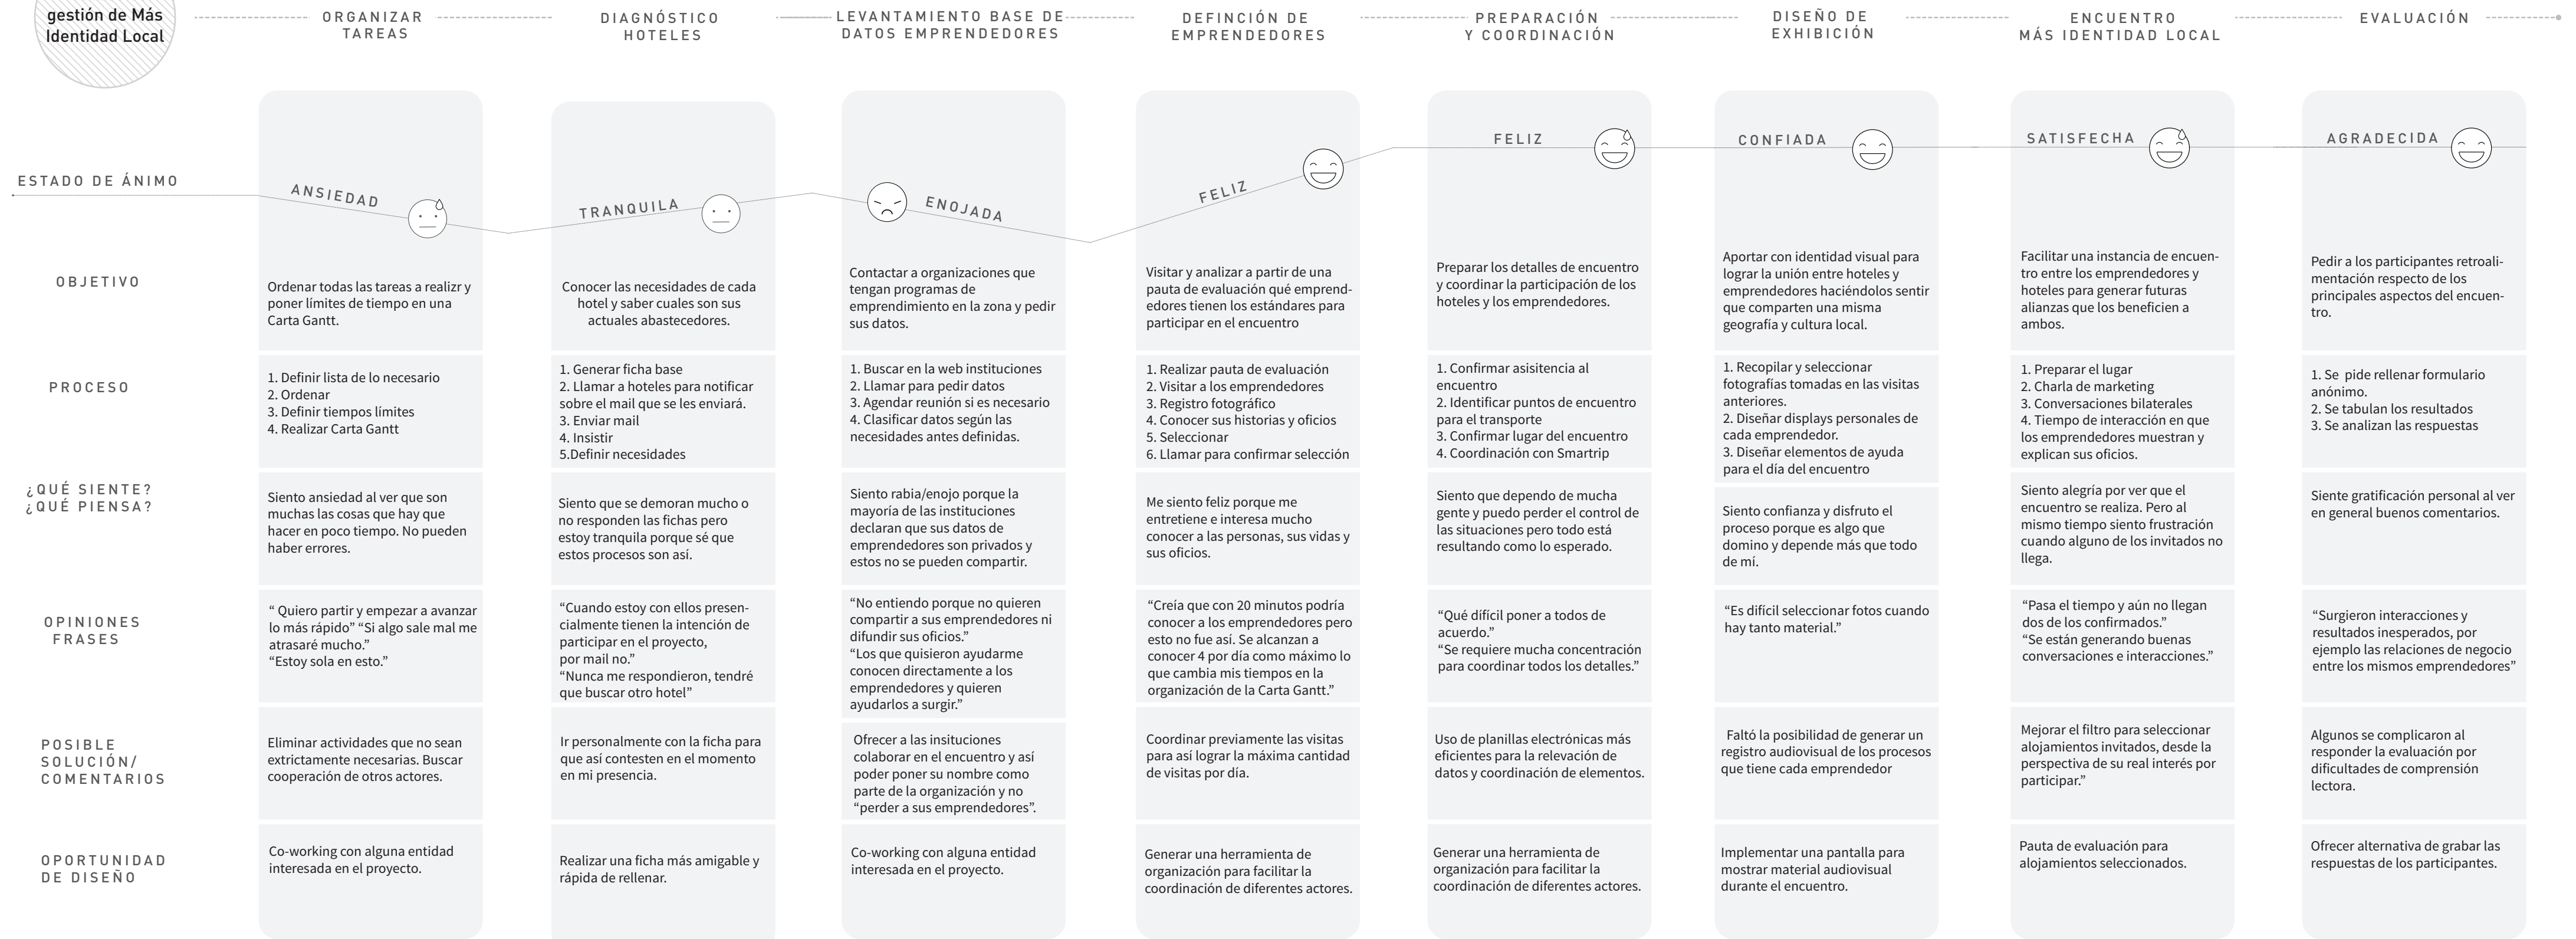 gestión de Más
Identidad Local
ORGANIZAR
TAREAS
DIAGNÓSTICO
HOTELES
LEVANTAMIENTO BASE DE
DATOS EMPRENDEDORES
DEFINCIÓN DE
EMPRENDEDORES
PREPARACIÓN
Y COORDINACIÓN
DISEÑO DE
EXHIBICIÓN
ENCUENTRO
MÁS IDENTIDAD LOCAL
EVALUACIÓN
ESTADO DE ÁNIMO
ANSIEDAD
TRANQUILA
ENOJADA
FELIZ
FELIZ
CONFIADA
SATISFECHA
AGRADECIDA
OBJETIVO
Ordenar todas las tareas a realizr y
poner límites de tiempo en una
Carta Gantt.
Conocer las necesidades de cada
hotel y saber cuales son sus
actuales abastecedores.
Contactar a organizaciones que
tengan programas de
emprendimiento en la zona y pedir
sus datos.
Visitar y analizar a partir de una
pauta de evaluación qué emprend-
edores tienen los estándares para
participar en el encuentro
Preparar los detalles de encuentro
y coordinar la participación de los
hoteles y los emprendedores.
Aportar con identidad visual para
lograr la unión entre hoteles y
emprendedores haciéndolos sentir
que comparten una misma
geografía y cultura local.
Facilitar una instancia de encuen-
tro entre los emprendedores y
hoteles para generar futuras
alianzas que los beneficien a
ambos.
Pedir a los participantes retroali-
mentación respecto de los
principales aspectos del encuen-
tro.
PROCESO
1. Definir lista de lo necesario
2. Ordenar
3. Definir tiempos límites
4. Realizar Carta Gantt
1. Generar ficha base
2. Llamar a hoteles para notificar
sobre el mail que se les enviará.
3. Enviar mail
4. Insistir
5.Definir necesidades
1. Buscar en la web instituciones
2. Llamar para pedir datos
3. Agendar reunión si es necesario
4. Clasificar datos según las
necesidades antes definidas.
1. Realizar pauta de evaluación
2. Visitar a los emprendedores
3. Registro fotográfico
4. Conocer sus historias y oficios
5. Seleccionar
6. Llamar para confirmar selección
1. Confirmar asisitencia al
encuentro
2. Identificar puntos de encuentro
para el transporte
3. Confirmar lugar del encuentro
4. Coordinación con Smartrip
1. Recopilar y seleccionar
fotografías tomadas en las visitas
anteriores.
2. Diseñar displays personales de
cada emprendedor.
3. Diseñar elementos de ayuda
para el día del encuentro
1. Preparar el lugar
2. Charla de marketing
3. Conversaciones bilaterales
4. Tiempo de interacción en que
los emprendedores muestran y
explican sus oficios.
1. Se  pide rellenar formulario
anónimo.
2. Se tabulan los resultados
3. Se analizan las respuestas
¿QUÉ SIENTE?
¿QUÉ PIENSA?
Siento ansiedad al ver que son
muchas las cosas que hay que
hacer en poco tiempo. No pueden
haber errores.
Siento que se demoran mucho o
no responden las fichas pero
estoy tranquila porque sé que
estos procesos son así.
Siento rabia/enojo porque la
mayoría de las instituciones
declaran que sus datos de
emprendedores son privados y
estos no se pueden compartir.
Me siento feliz porque me
entretiene e interesa mucho
conocer a las personas, sus vidas y
sus oficios.
Siento que dependo de mucha
gente y puedo perder el control de
las situaciones pero todo está
resultando como lo esperado.
Siento confianza y disfruto el
proceso porque es algo que
domino y depende más que todo
de mí.
Siento alegría por ver que el
encuentro se realiza. Pero al
mismo tiempo siento frustración
cuando alguno de los invitados no
llega.
Siente gratificación personal al ver
en general buenos comentarios.
OPINIONES
FRASES
“ Quiero partir y empezar a avanzar
lo más rápido” “Si algo sale mal me
atrasaré mucho.”
“Estoy sola en esto.”
“Cuando estoy con ellos presen-
cialmente tienen la intención de
participar en el proyecto,
por mail no.”
“Nunca me respondieron, tendré
que buscar otro hotel”
“No entiendo porque no quieren
compartir a sus emprendedores ni
difundir sus oficios.”
“Los que quisieron ayudarme
conocen directamente a los
emprendedores y quieren
ayudarlos a surgir.”
“Creía que con 20 minutos podría
conocer a los emprendedores pero
esto no fue así. Se alcanzan a
conocer 4 por día como máximo lo
que cambia mis tiempos en la
organización de la Carta Gantt.”
“Qué dífícil poner a todos de
acuerdo.”
“Se requiere mucha concentración
para coordinar todos los detalles.”
“Es difícil seleccionar fotos cuando
hay tanto material.”
“Pasa el tiempo y aún no llegan
dos de los confirmados.”
“Se están generando buenas
conversaciones e interacciones.”
“Surgieron interacciones y
resultados inesperados, por
ejemplo las relaciones de negocio
entre los mismos emprendedores”
POSIBLE
SOLUCIÓN/
COMENTARIOS
Eliminar actividades que no sean
extrictamente necesarias. Buscar
cooperación de otros actores.
Ir personalmente con la ficha para
que así contesten en el momento
en mi presencia.
Ofrecer a las insituciones
colaborar en el encuentro y así
poder poner su nombre como
parte de la organización y no
“perder a sus emprendedores”.
Coordinar previamente las visitas
para así lograr la máxima cantidad
de visitas por día.
Uso de planillas electrónicas más
eficientes para la relevación de
datos y coordinación de elementos.
Faltó la posibilidad de generar un
registro audiovisual de los procesos
que tiene cada emprendedor
Mejorar el filtro para seleccionar
alojamientos invitados, desde la
perspectiva de su real interés por
participar.”
Algunos se complicaron al
responder la evaluación por
dificultades de comprensión
lectora.
OPORTUNIDAD
DE DISEÑO
Co-working con alguna entidad
interesada en el proyecto.
Realizar una ficha más amigable y
rápida de rellenar.
Co-working con alguna entidad
interesada en el proyecto.
Generar una herramienta de
organización para facilitar la
coordinación de diferentes actores.
Generar una herramienta de
organización para facilitar la
coordinación de diferentes actores.
Implementar una pantalla para
mostrar material audiovisual
durante el encuentro.
Pauta de evaluación para
alojamientos seleccionados.
Ofrecer alternativa de grabar las
respuestas de los participantes.